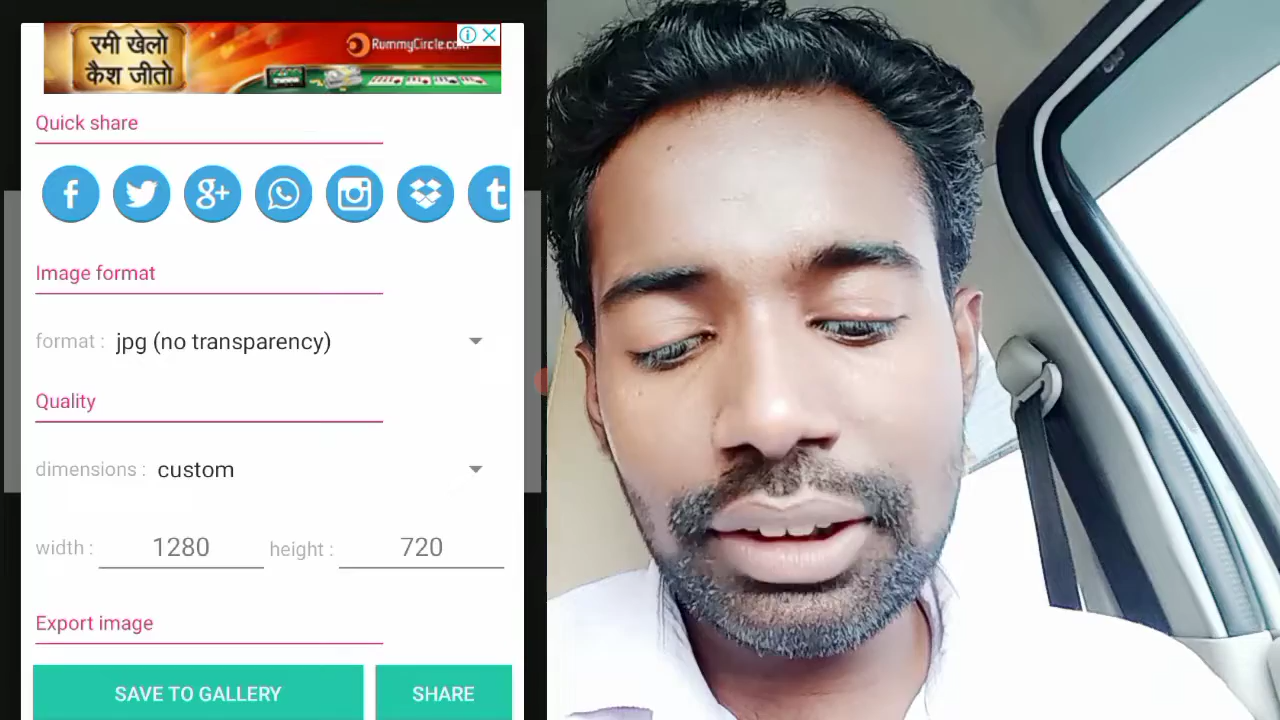 रमी खेलो
कैश जीतो
RummyCircle.com
Quick share
f
g+
t
Image format
format : jpg (no transparency)
Quality
dimensions : custom
width : 1280 height : 720
Export image
SAVE TO GALLERY SHARE